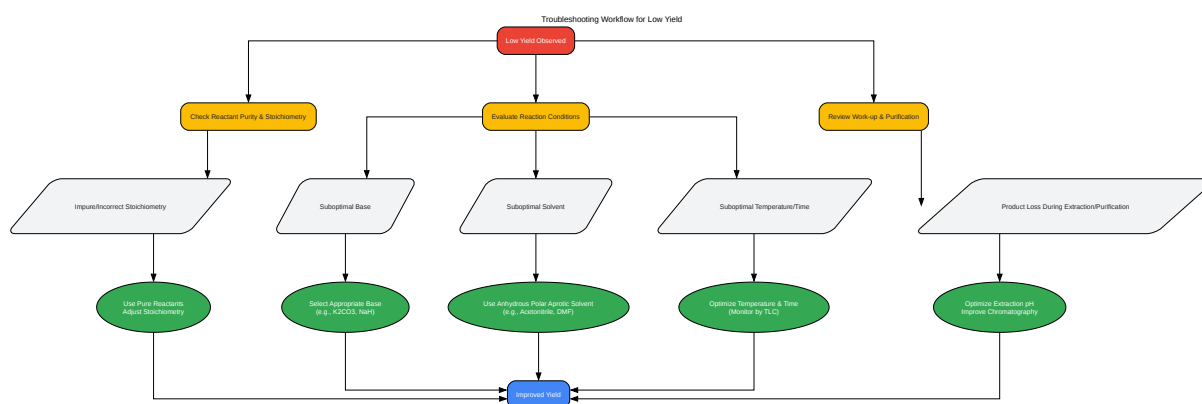 Troubleshooting Workflow for Low Yield
Low Yield Observed
Check Reactant Purity & Stoichiometry
Evaluate Reaction Conditions
Review Work-up & Purification
Impure/Incorrect Stoichiometry
Suboptimal Base
Suboptimal Solvent
Suboptimal Temperature/Time
Product Loss During Extraction/Purification
Use Pure Reactants
Adjust Stoichiometry
Select Appropriate Base
(e.g., K2CO3, NaH)
Use Anhydrous Polar Aprotic Solvent
(e.g., Acetonitrile, DMF)
Optimize Temperature & Time
(Monitor by TLC)
Optimize Extraction pH
Improve Chromatography
Improved Yield